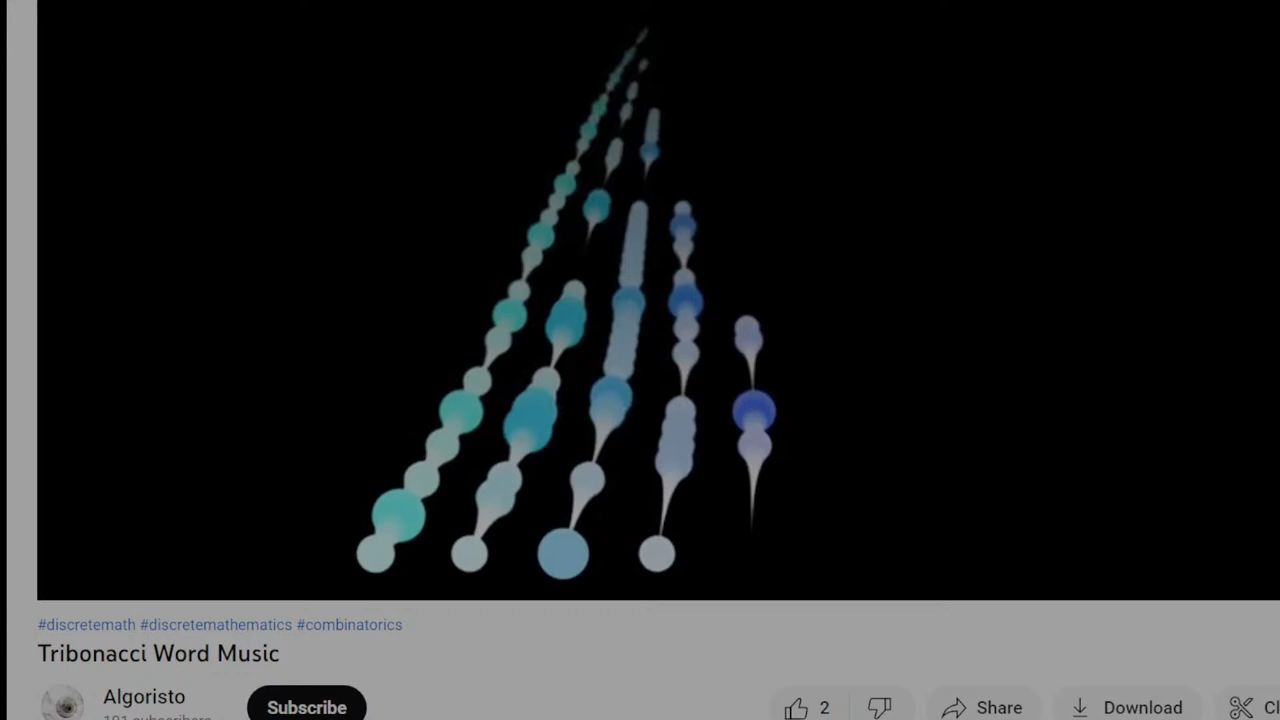 #discretemath #discretemathematics #combinatorics
Tribonacci Word Music
Algoristo
Subscribe
2
Share
Download